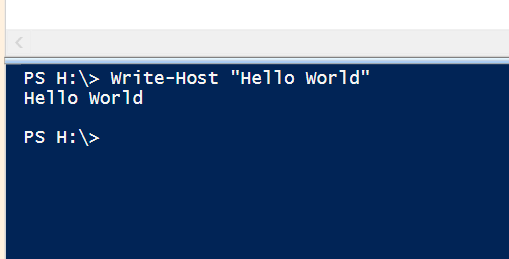 PS H:\> Write-Host "Hello World"
Hello World
PS H:\>